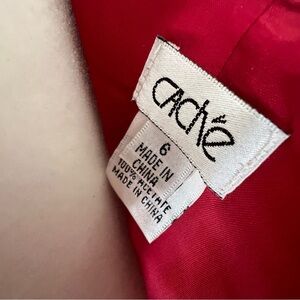 CAChé
6
MADE IN
CHINA
100% ACETATE
MADE IN CHINA